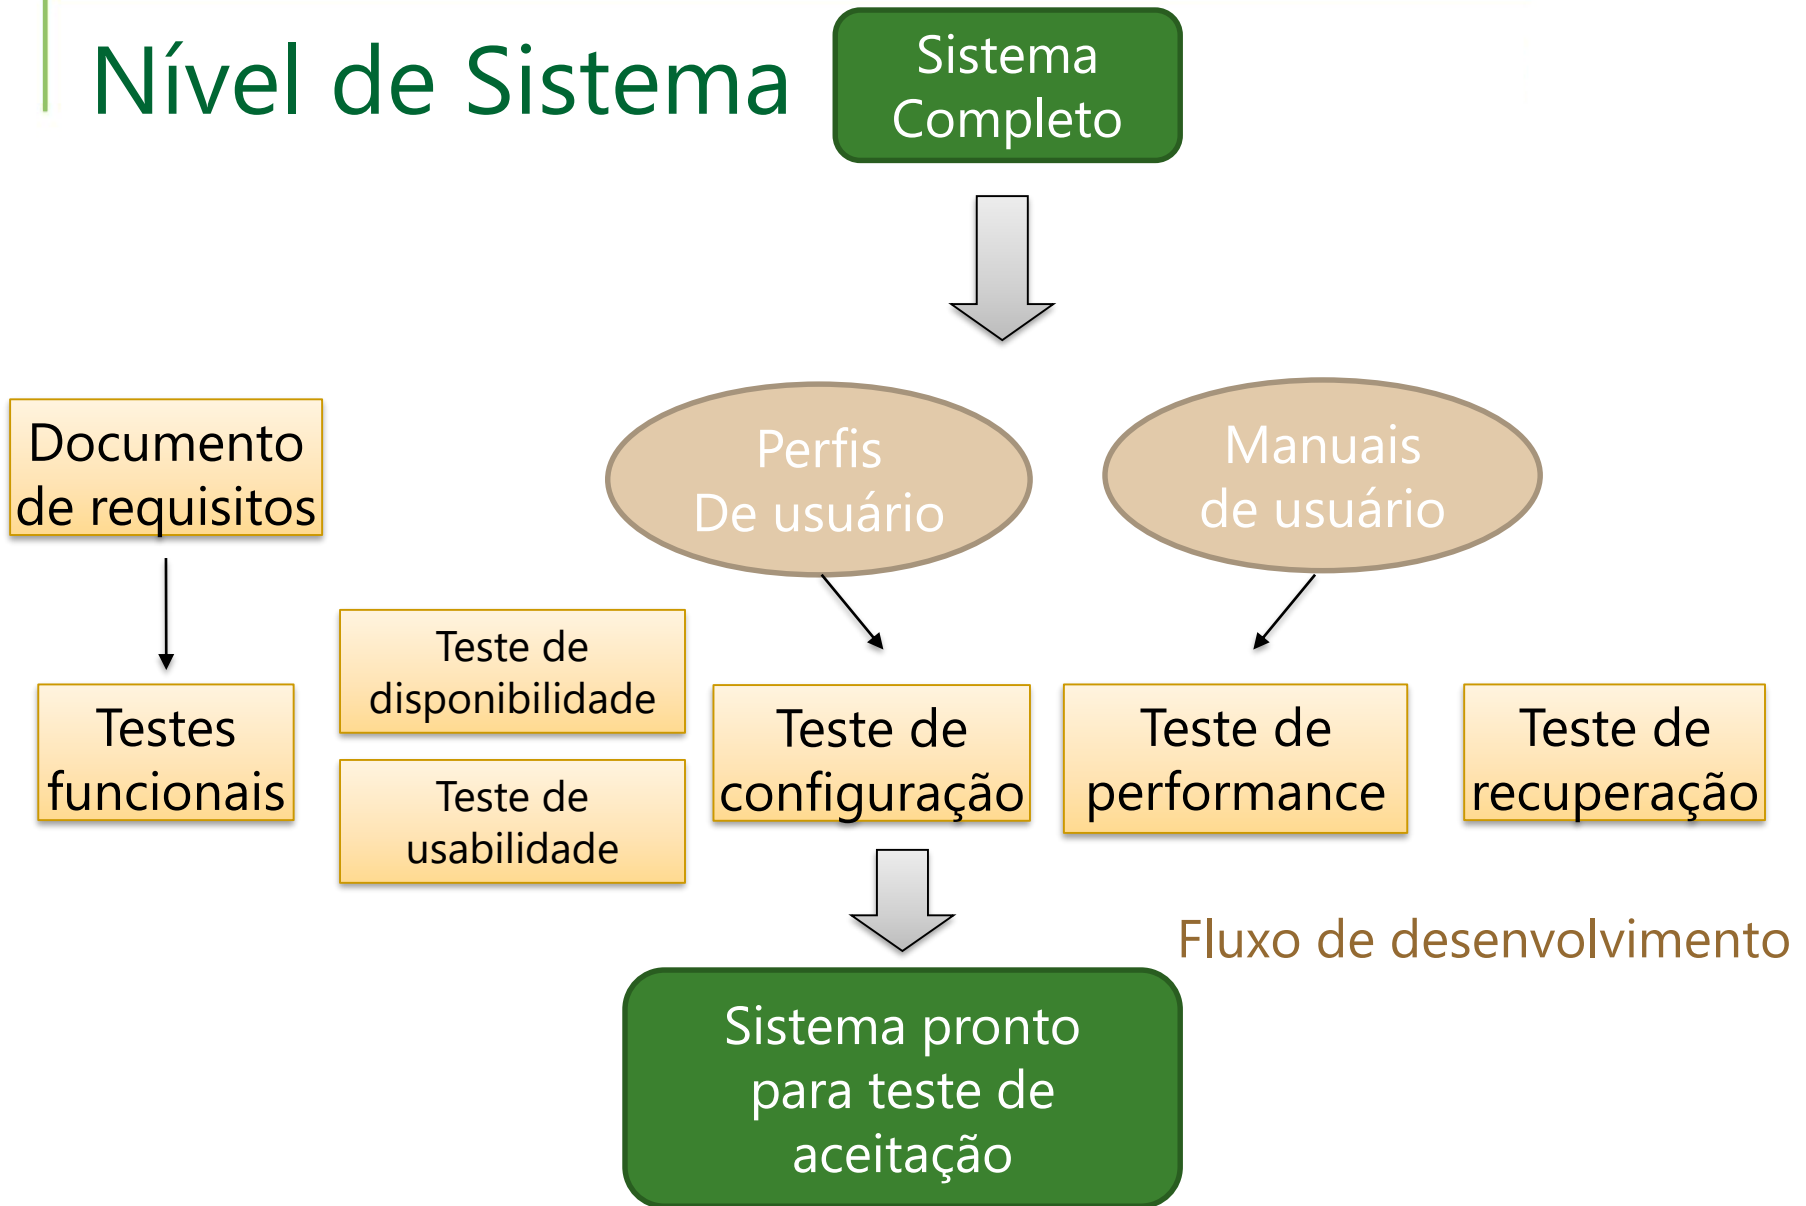 Nível de Sistema
Sistema
Completo
Documento
de requisitos
Perfis
De usuário
Manuais
de usuário
Testes
funcionais
Teste de
disponibilidade
Teste de
usabilidade
Teste de
configuração
Teste de
performance
Teste de
recuperação
Fluxo de desenvolvimento
Sistema pronto
para teste de
aceitação